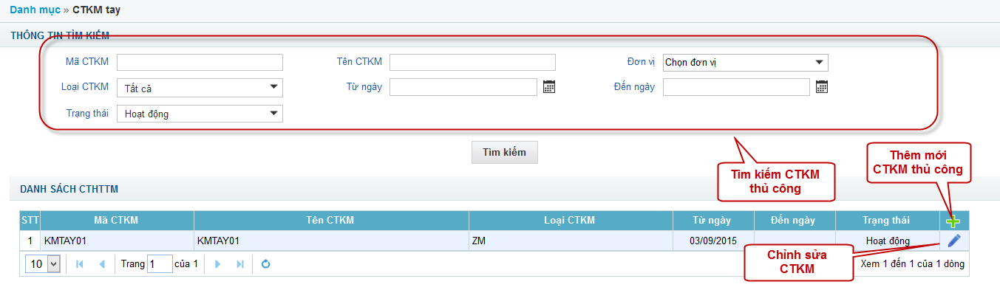 Danh mục » CTKM tay
THÔNG TIN TÌM KIẾM
Mã CTKM
Tên CTKM
Đơn vị Chọn đơn vị
Loại CTKM Tất cả
Từ ngày
Đến ngày
Trạng thái Hoạt động
Tìm kiếm
Tìm kiếm CTKM
thủ công
Thêm mới
CTKM thủ công
DANH SÁCH CTHTTM
STT Mã CTKM Tên CTKM Loại CTKM Từ ngày Đến ngày Trạng thái
1 KMTAY01 KMTAY01 ZM 03/09/2015 Hoạt động
Chỉnh sửa
CTKM
10 Trang 1 của 1 Xem 1 đến 1 của 1 dòng